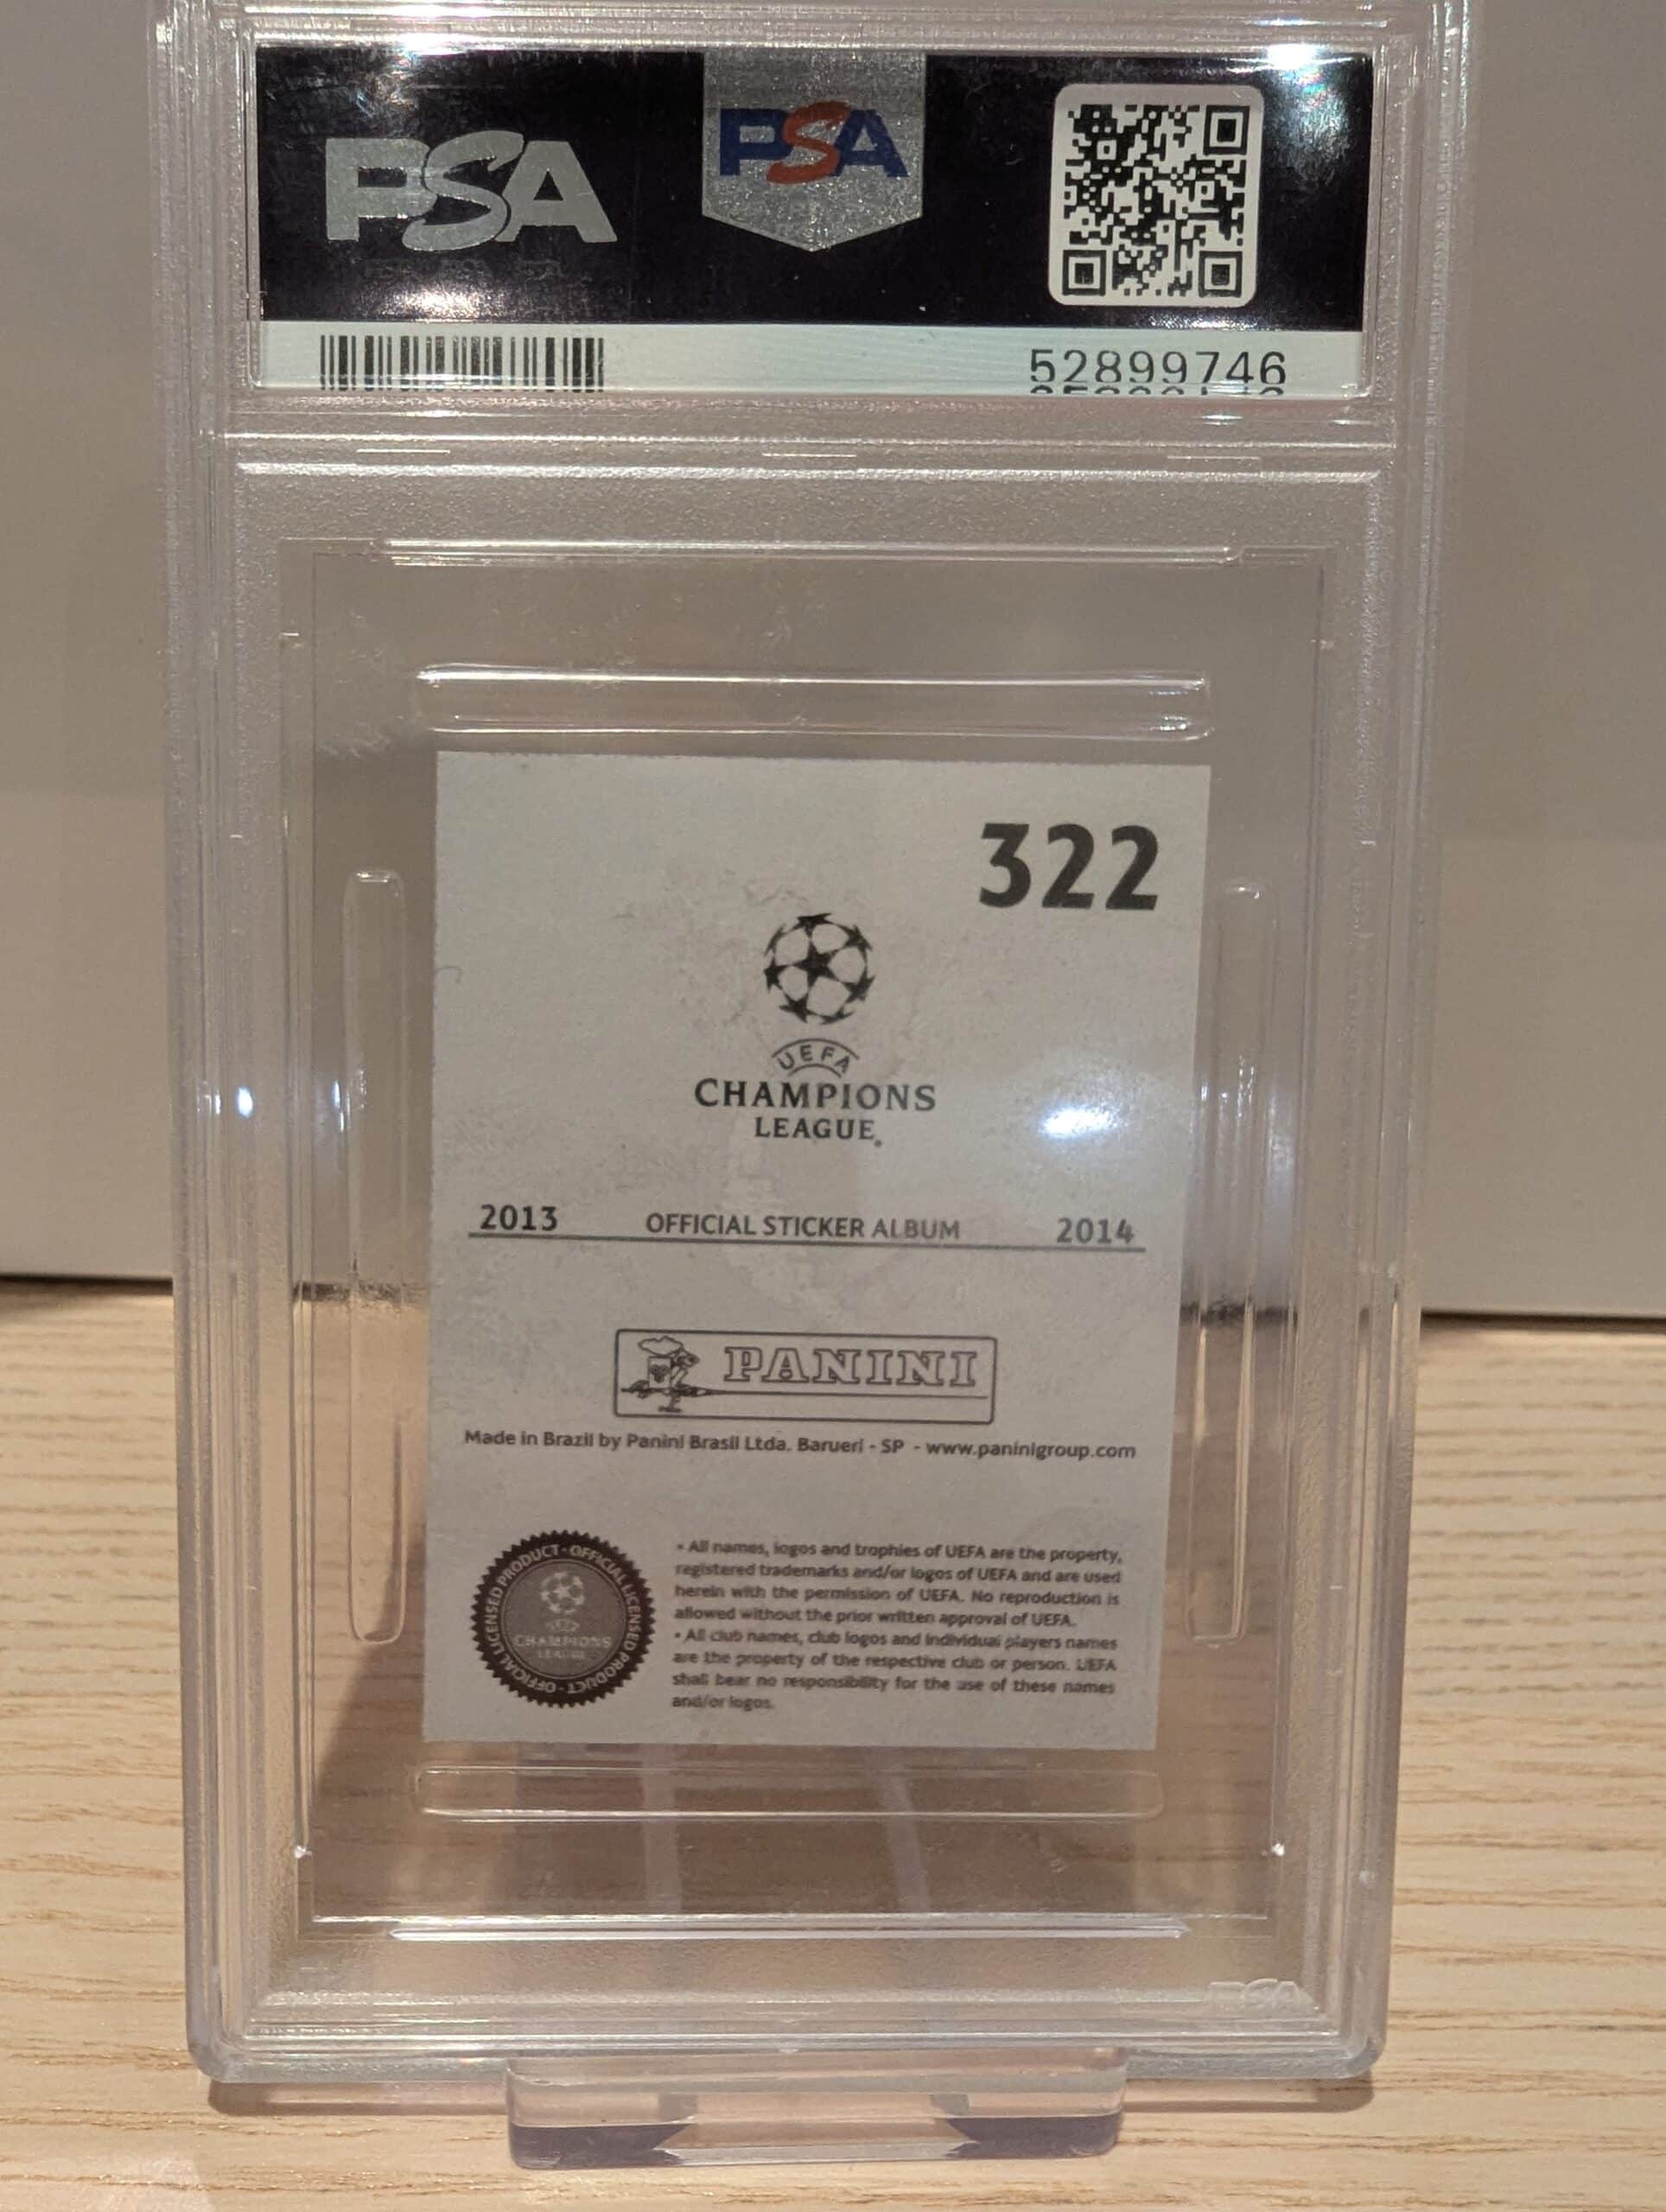 PSA
PSA
52899746
322
UEFA
CHAMPIONS
LEAGUE®
2013 OFFICIAL STICKER ALBUM 2014
PANINI
Made in Brazil by Panini Brasil Ltda. Barueri - SP - www.paninigroup.com
OFFICIAL LICENSED PRODUCT • OFFICIAL LICENSED PRODUCT •
CHAMPIONS
LEAGUE
• All names, logos and trophies of UEFA are the property,
registered trademarks and/or logos of UEFA and are used
herein with the permission of UEFA. No reproduction is
allowed without the prior written approval of UEFA.
• All club names, club logos and individual players names
are the property of the respective club or person. UEFA
shall bear no responsibility for the use of these names
and/or logos.
PSA